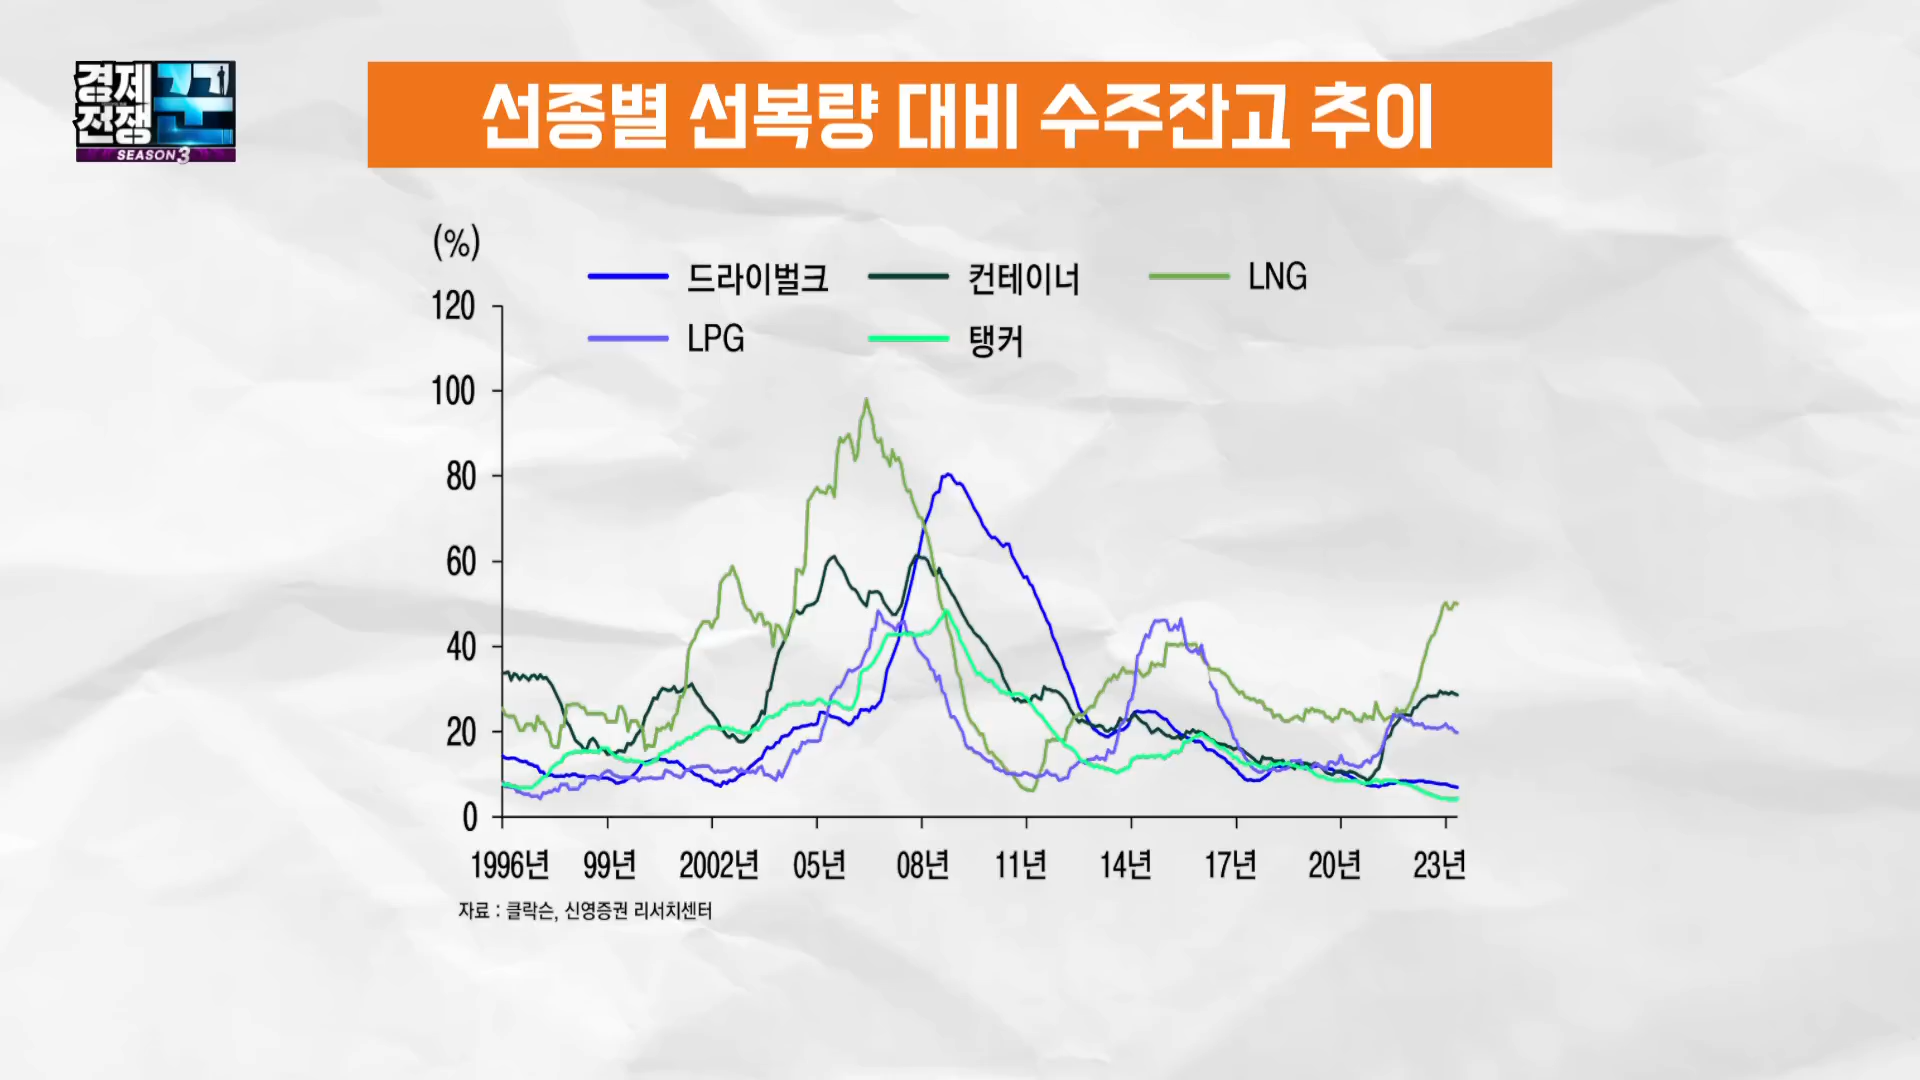 경제
전쟁
꾼
SEASON3
선종별 선복량 대비 수주잔고 추이
(%)
드라이벌크 컨테이너 LNG
LPG 탱커
120
100
80
60
40
20
0
1996년 99년 2002년 05년 08년 11년 14년 17년 20년 23년
자료 : 클락슨, 신영증권 리서치센터